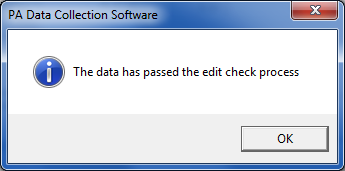 PA Data Collection Software
The data has passed the edit check process
OK